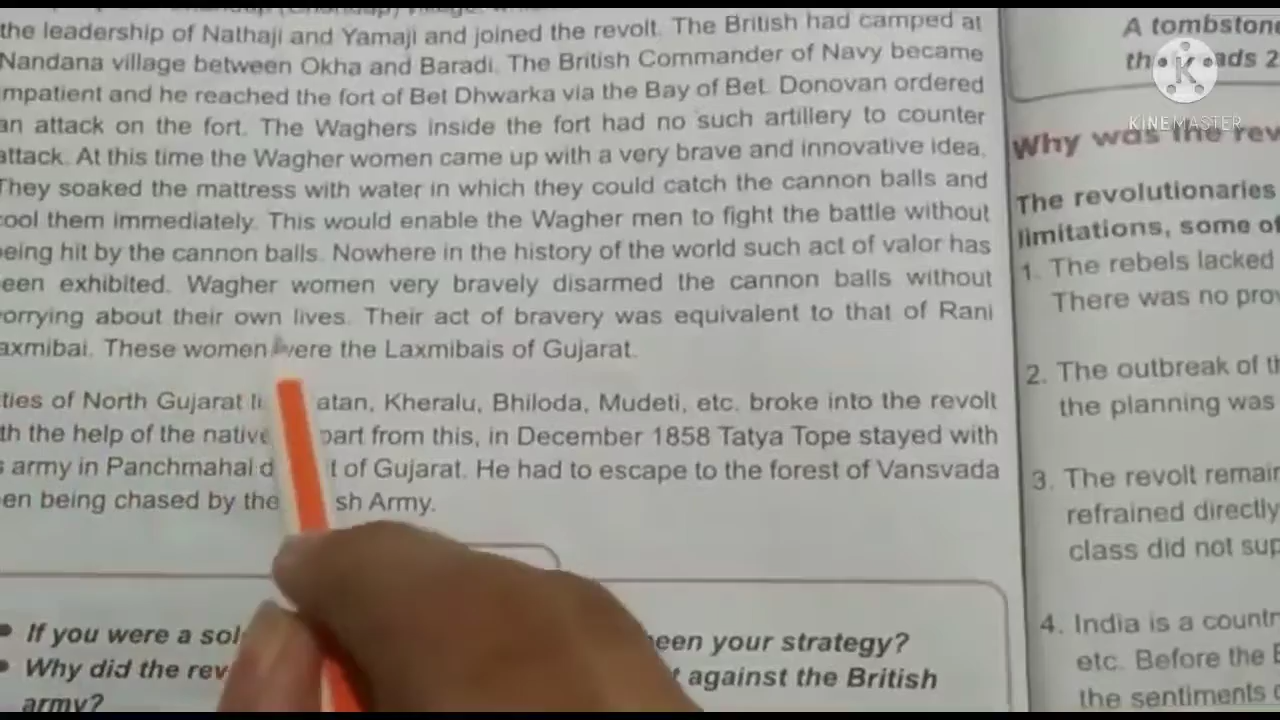 the leadership of Nathaji and Yamaji and joined the revolt. The British had camped at
Nandana village between Okha and Baradi. The British Commander of Navy became
mpatient and he reached the fort of Bet Dhwarka via the Bay of Bet. Donovan ordered
an attack on the fort. The Waghers inside the fort had no such artillery to counter
attack. At this time the Wagher women came up with a very brave and innovative idea.
They soaked the mattress with water in which they could catch the cannon balls and
cool them immediately. This would enable the Wagher men to fight the battle without
being hit by the cannon balls. Nowhere in the history of the world such act of valor has
een exhibited. Wagher women very bravely disarmed the cannon balls without
orrying about their own lives. Their act of bravery was equivalent to that of Rani
axmibai. These women were the Laxmibais of Gujarat.
ties of North Gujarat li atan, Kheralu, Bhiloda, Mudeti, etc. broke into the revolt
th the help of the native part from this, in December 1858 Tatya Tope stayed with
s army in Panchmahal d t of Gujarat. He had to escape to the forest of Vansvada
en being chased by the sh Army.
• If you were a sol een your strategy?
• Why did the rev t against the British
army?
A tombstone
th ads 2
K
KINEMASTER
Why was the rev
The revolutionaries
limitations, some of
1. The rebels lacked
There was no prov
2. The outbreak of th
the planning was
3. The revolt remain
refrained directly
class did not sup
4. India is a countr
etc. Before the B
the sentiments o